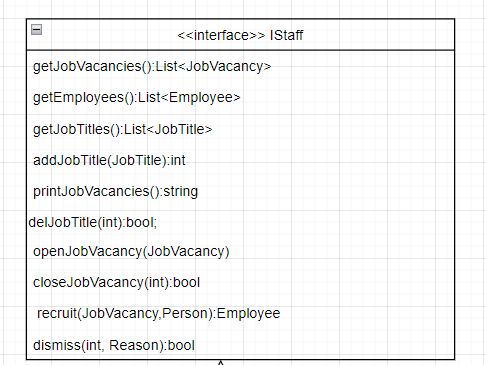 <<interface>> IStaff
getJobVacancies():List<JobVacancy>
getEmployees():List<Employee>
getJobTitles():List<JobTitle>
addJobTitle(JobTitle):int
printJobVacancies():string
delJobTitle(int):bool;
openJobVacancy(JobVacancy)
closeJobVacancy(int):bool
recruit(JobVacancy,Person):Employee
dismiss(int, Reason):bool